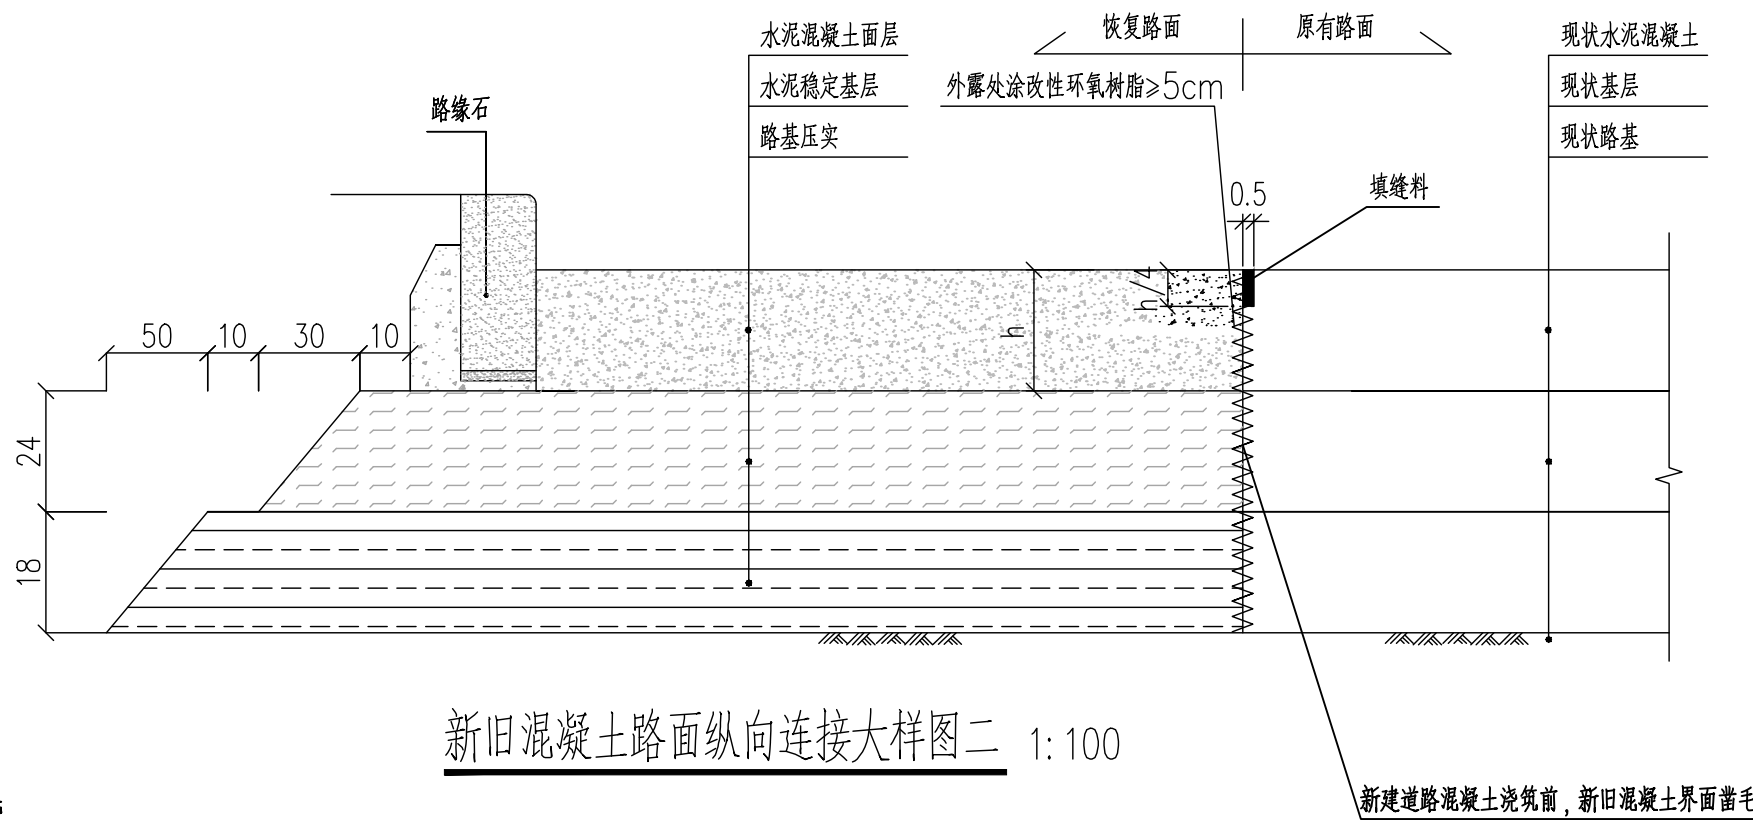 水泥混凝土面层
水泥稳定基层
路基压实
恢复路面
原有路面
现状水泥混凝土
现状基层
现状路基
外露处涂改性环氧树脂≥5cm
路缘石
填缝料
0.5
h/4
h
50
10
30
10
24
18
新旧混凝土路面纵向连接大样图二 1:100
新建道路混凝土浇筑前,新旧混凝土界面凿毛